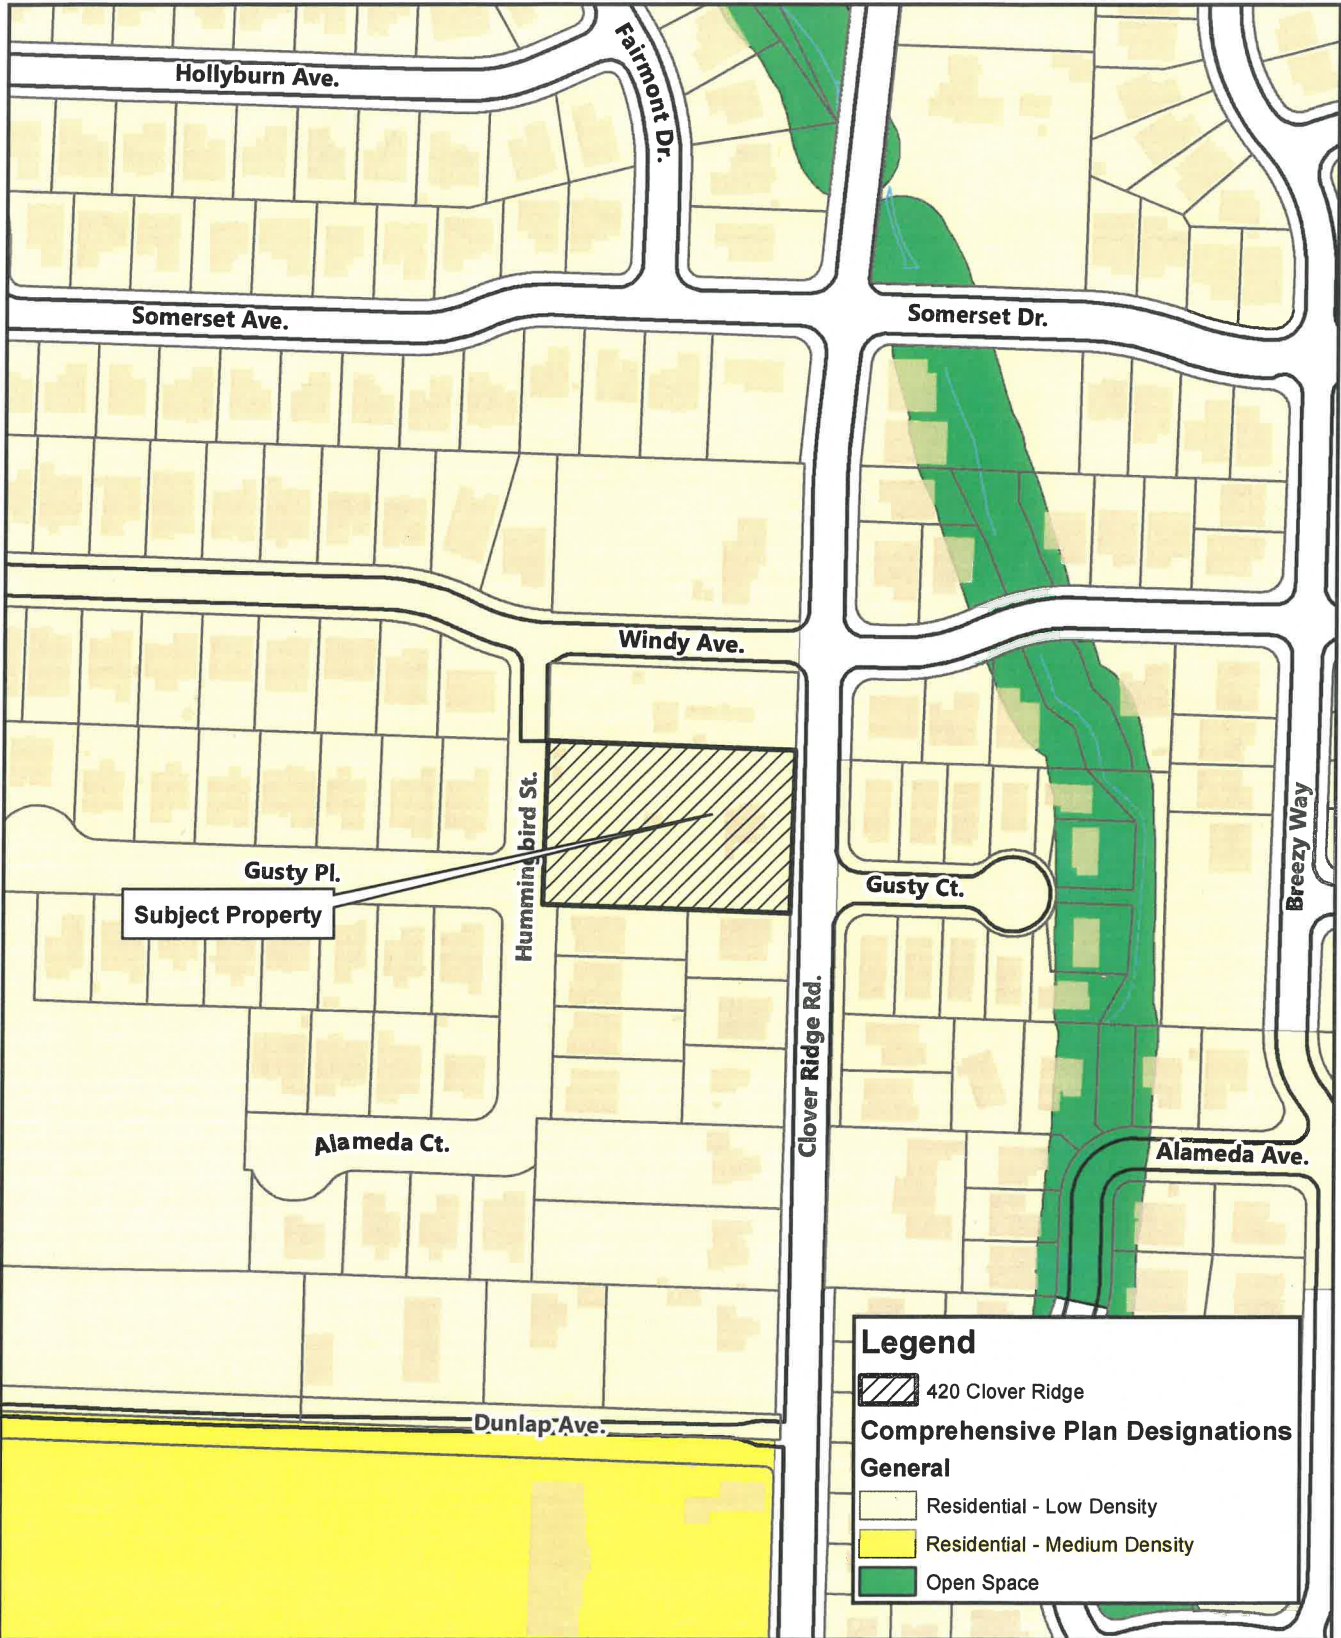 Fairmont Dr.
Hollyburn Ave.
Somerset Ave.
Somerset Dr.
Windy Ave.
Hummingbird St.
Breezy Way
Gusty Pl.
Gusty Ct.
Subject Property
Clover Ridge Rd.
Alameda Ct.
Alameda Ave.
Dunlap Ave.
Legend
420 Clover Ridge
Comprehensive Plan Designations
General
Residential - Low Density
Residential - Medium Density
Open Space